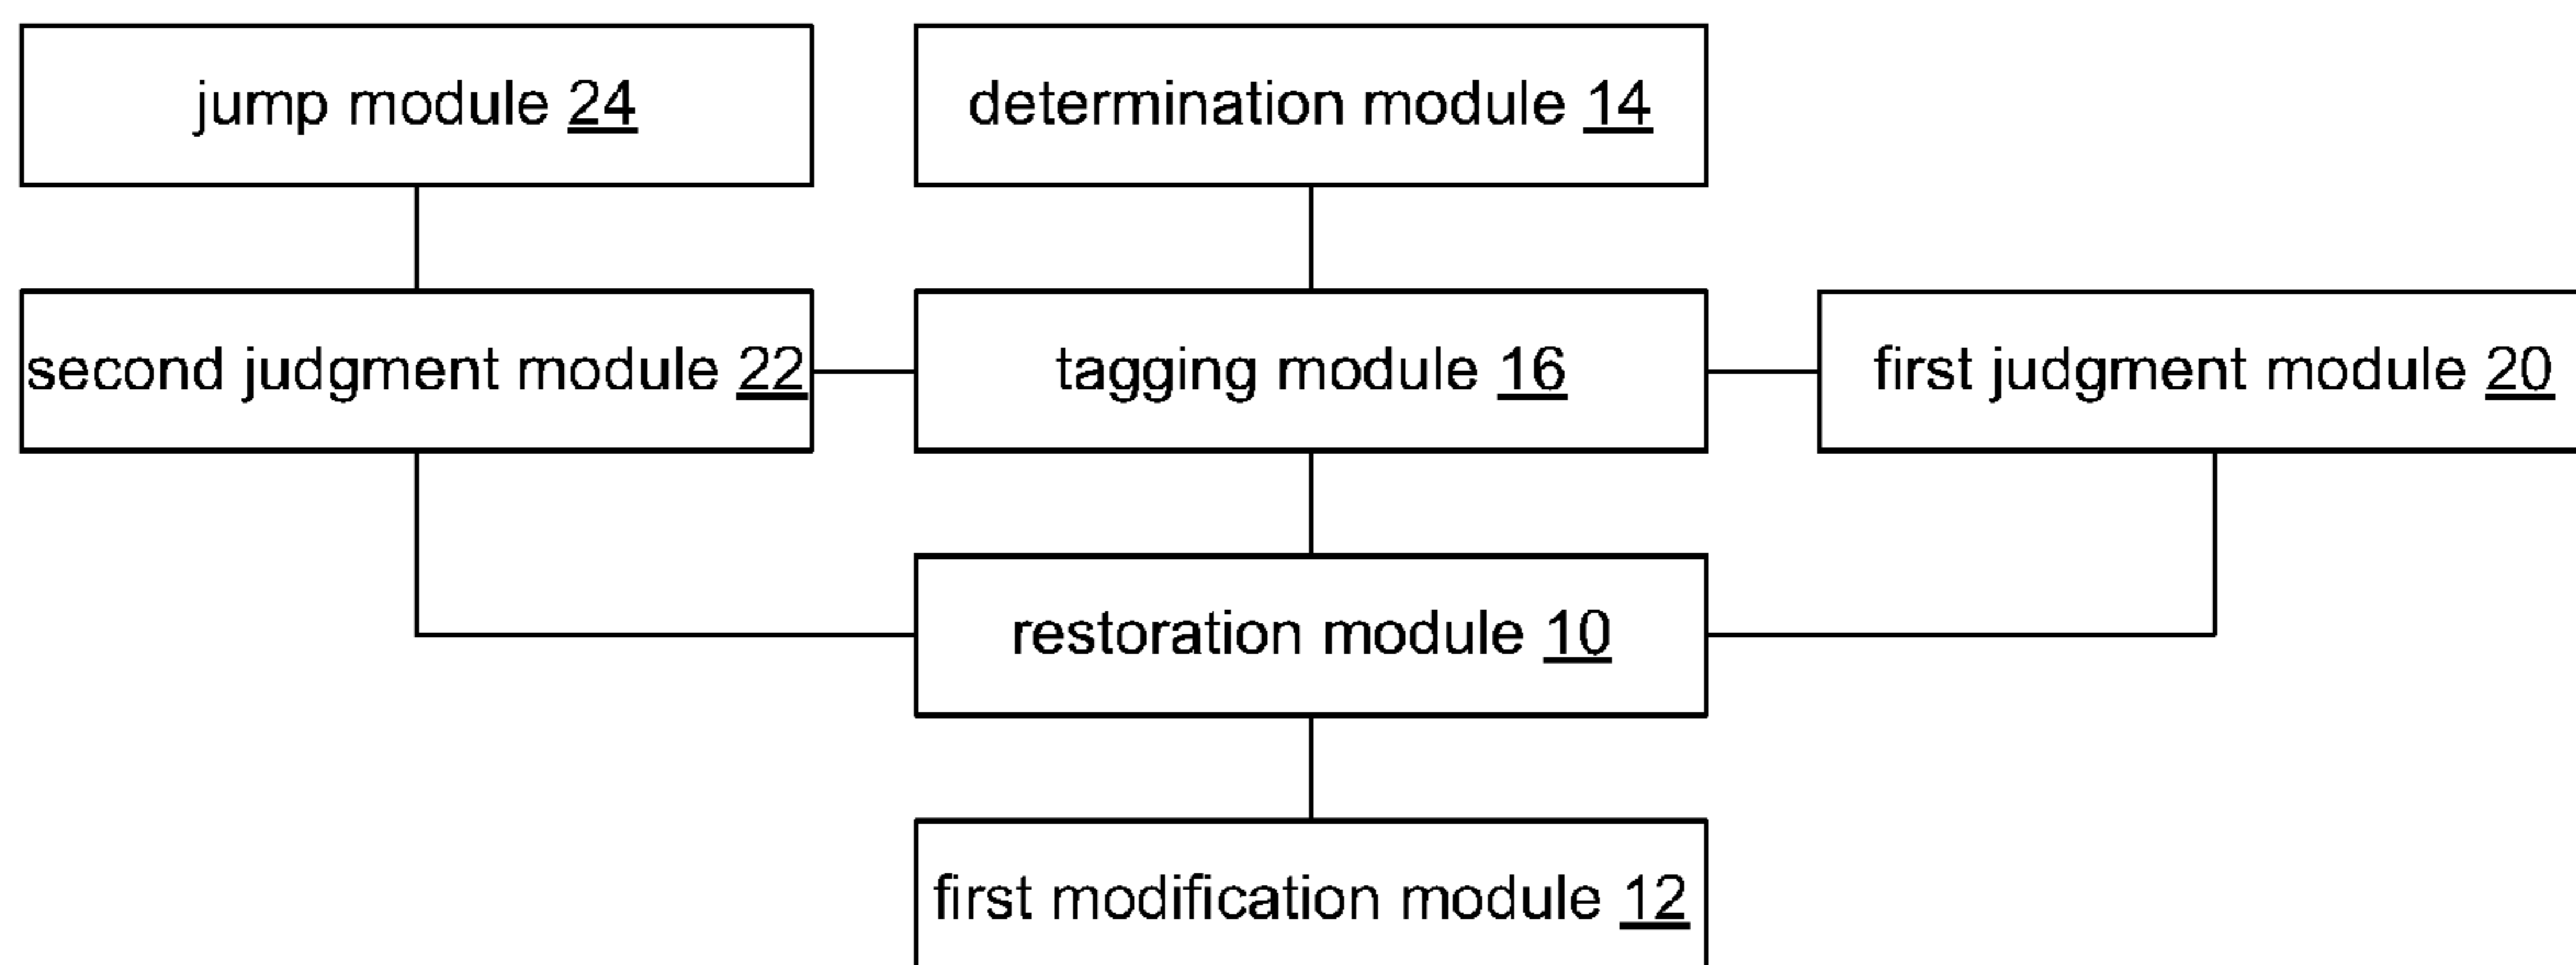 jump module 24
determination module 14
second judgment module 22
tagging module 16
first judgment module 20
restoration module 10
first modification module 12